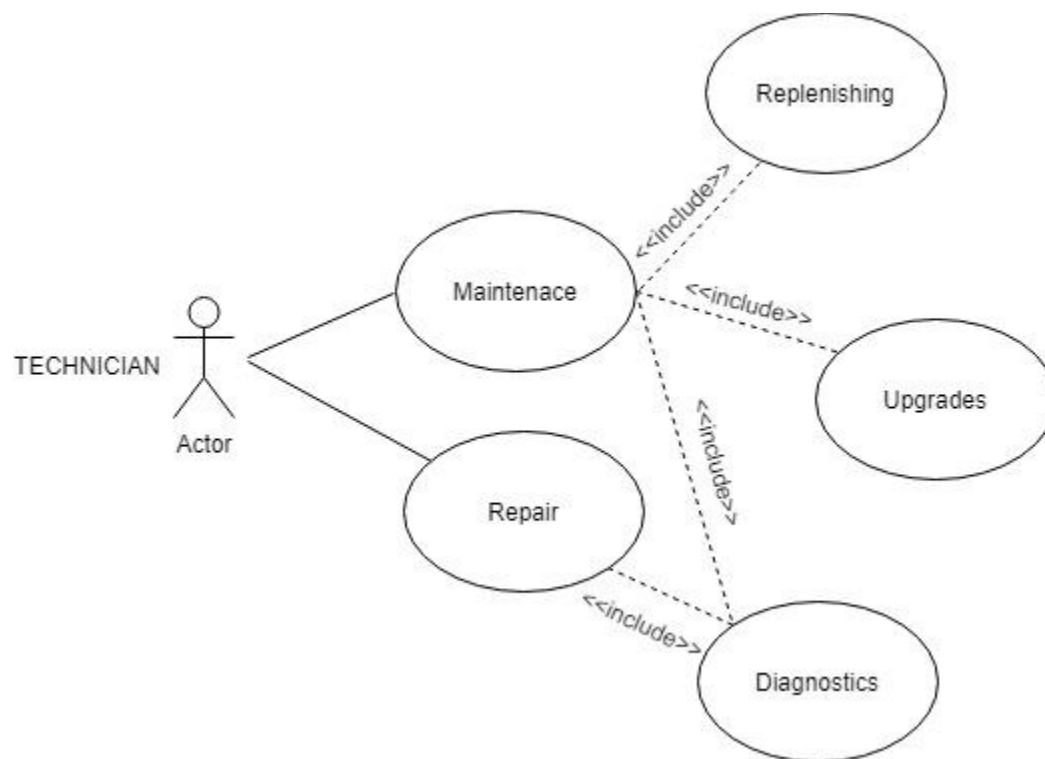 Replenishing
<<include>>
Maintenace
<<include>>
TECHNICIAN
Actor
Upgrades
<<include>>
Repair
<<include>>
Diagnostics